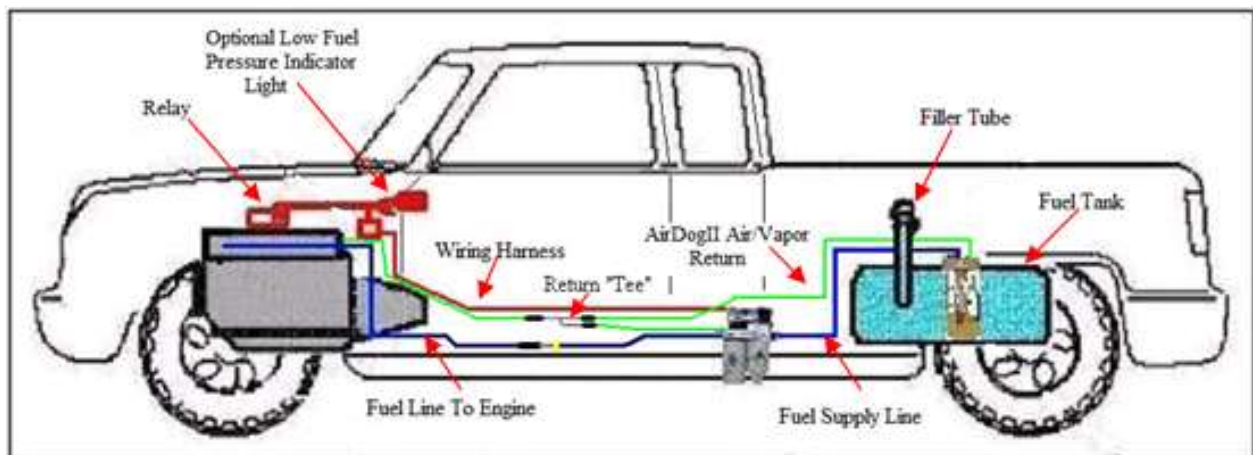 Optional Low Fuel
Pressure Indicator
Light
Relay
Filler Tube
Fuel Tank
AirDogII Air/Vapor
Return
Wiring Harness
Return "Tee"
Fuel Line To Engine
Fuel Supply Line